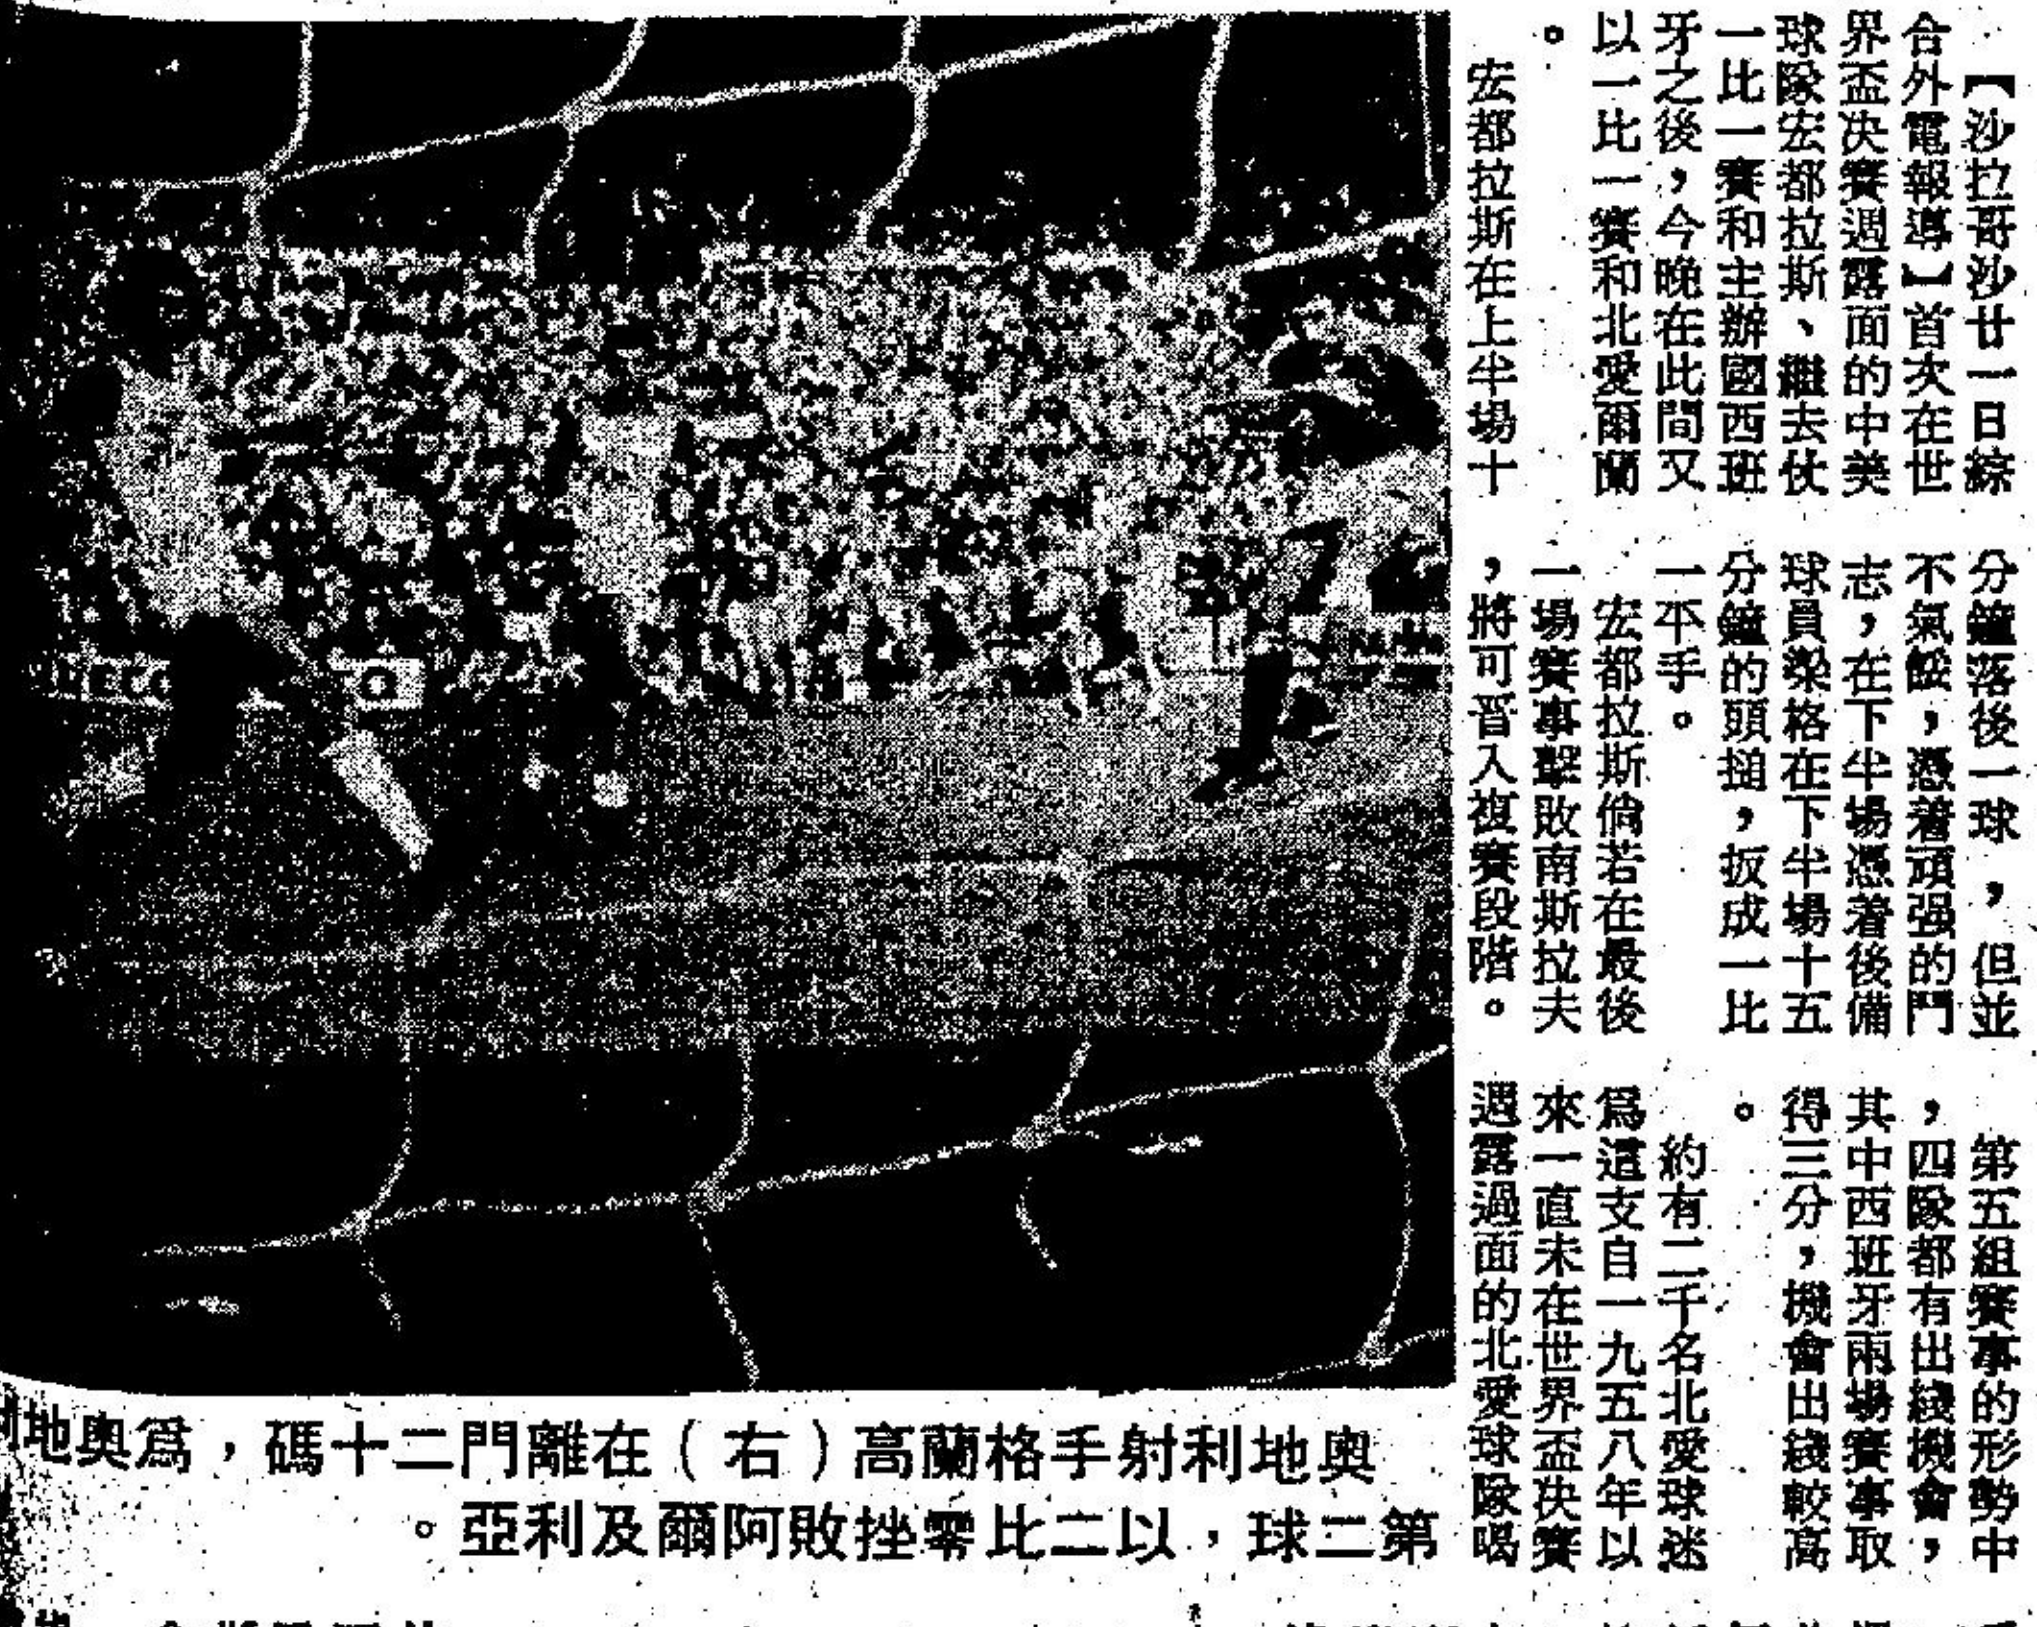 【沙拉哥沙廿一日綜
合外電報導】首次在世
界盃决賽週露面的中美
球隊宏都拉斯、繼去仗
一比一賽和主辦國西班
牙之後，今晚在此間又
以一比一賽和北愛爾蘭
。
宏都拉斯在上半場十
分鐘落後一球，但並
不氣餒，憑着頑强的鬥
志，在下半場憑着後備
球員梁格在下半場十五
分鐘的頭搥，扳成一比
一平手。
宏都拉斯倘若在最後
一場賽事擊敗南斯拉夫
，將可晉入複賽段階。
第五組賽事的形勢中
，四隊都有出綫機會，
其中西班牙兩場賽事取
得三分，機會出綫較高
。
約有二千名北愛球迷
爲這支自一九五八年以
來一直未在世界盃决賽
週露過面的北愛球隊喝
奥地利射手格蘭高（右）在離門二十碼，爲奥地
第二球，以二比零挫敗阿爾及利亞。